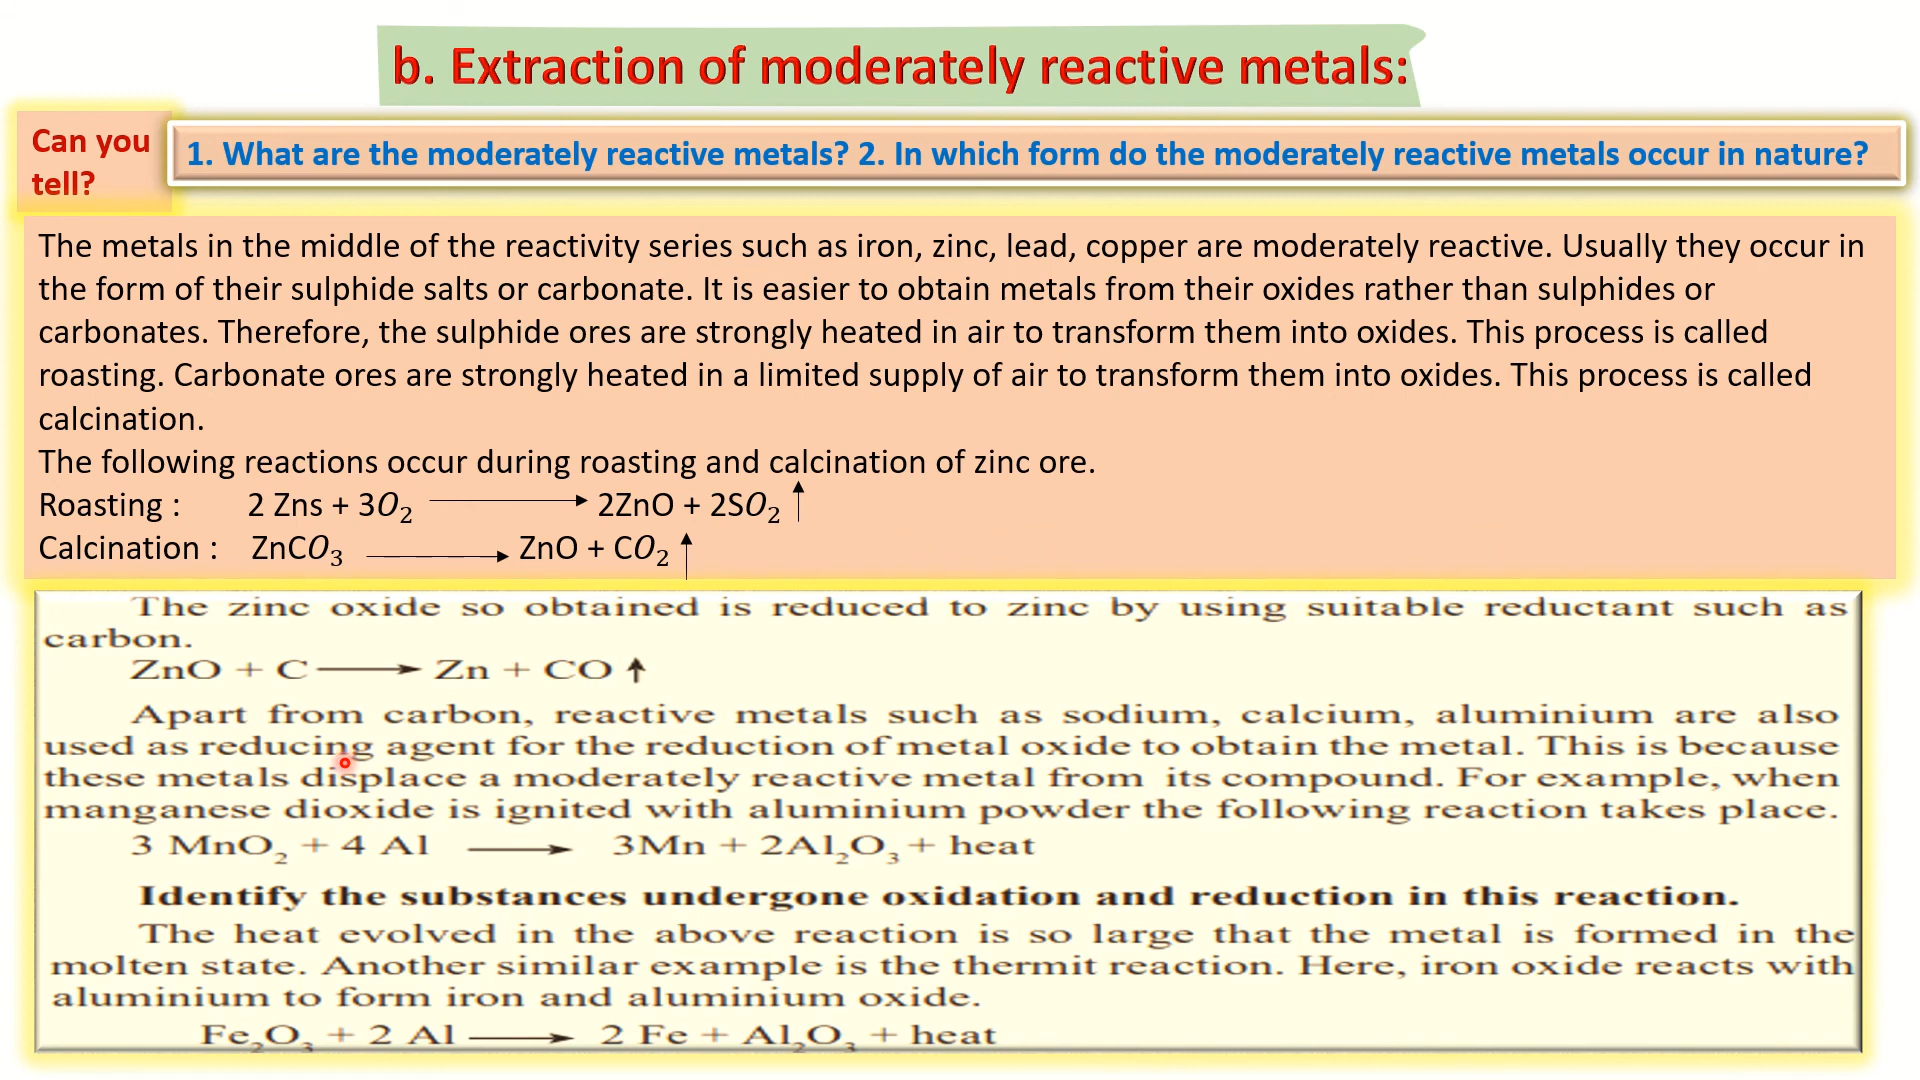 b. Extraction of moderately reactive metals:
Can you
tell?
1. What are the moderately reactive metals? 2. In which form do the moderately reactive metals occur in nature?
The metals in the middle of the reactivity series such as iron, zinc, lead, copper are moderately reactive. Usually they occur in
the form of their sulphide salts or carbonate. It is easier to obtain metals from their oxides rather than sulphides or
carbonates. Therefore, the sulphide ores are strongly heated in air to transform them into oxides. This process is called
roasting. Carbonate ores are strongly heated in a limited supply of air to transform them into oxides. This process is called
calcination.
The following reactions occur during roasting and calcination of zinc ore.
Roasting : 2 Zns + 3O₂ → 2ZnO + 2SO₂ ↑
Calcination : ZnCO₃ → ZnO + CO₂ ↑
The zinc oxide so obtained is reduced to zinc by using suitable reductant such as
carbon.
ZnO + C → Zn + CO ↑
Apart from carbon, reactive metals such as sodium, calcium, aluminium are also
used as reducing agent for the reduction of metal oxide to obtain the metal. This is because
these metals displace a moderately reactive metal from its compound. For example, when
manganese dioxide is ignited with aluminium powder the following reaction takes place.
3 MnO₂ + 4 Al → 3Mn + 2Al₂O₃ + heat
Identify the substances undergone oxidation and reduction in this reaction.
The heat evolved in the above reaction is so large that the metal is formed in the
molten state. Another similar example is the thermit reaction. Here, iron oxide reacts with
aluminium to form iron and aluminium oxide.
Fe₂O₃ + 2 Al → 2 Fe + Al₂O₃ + heat